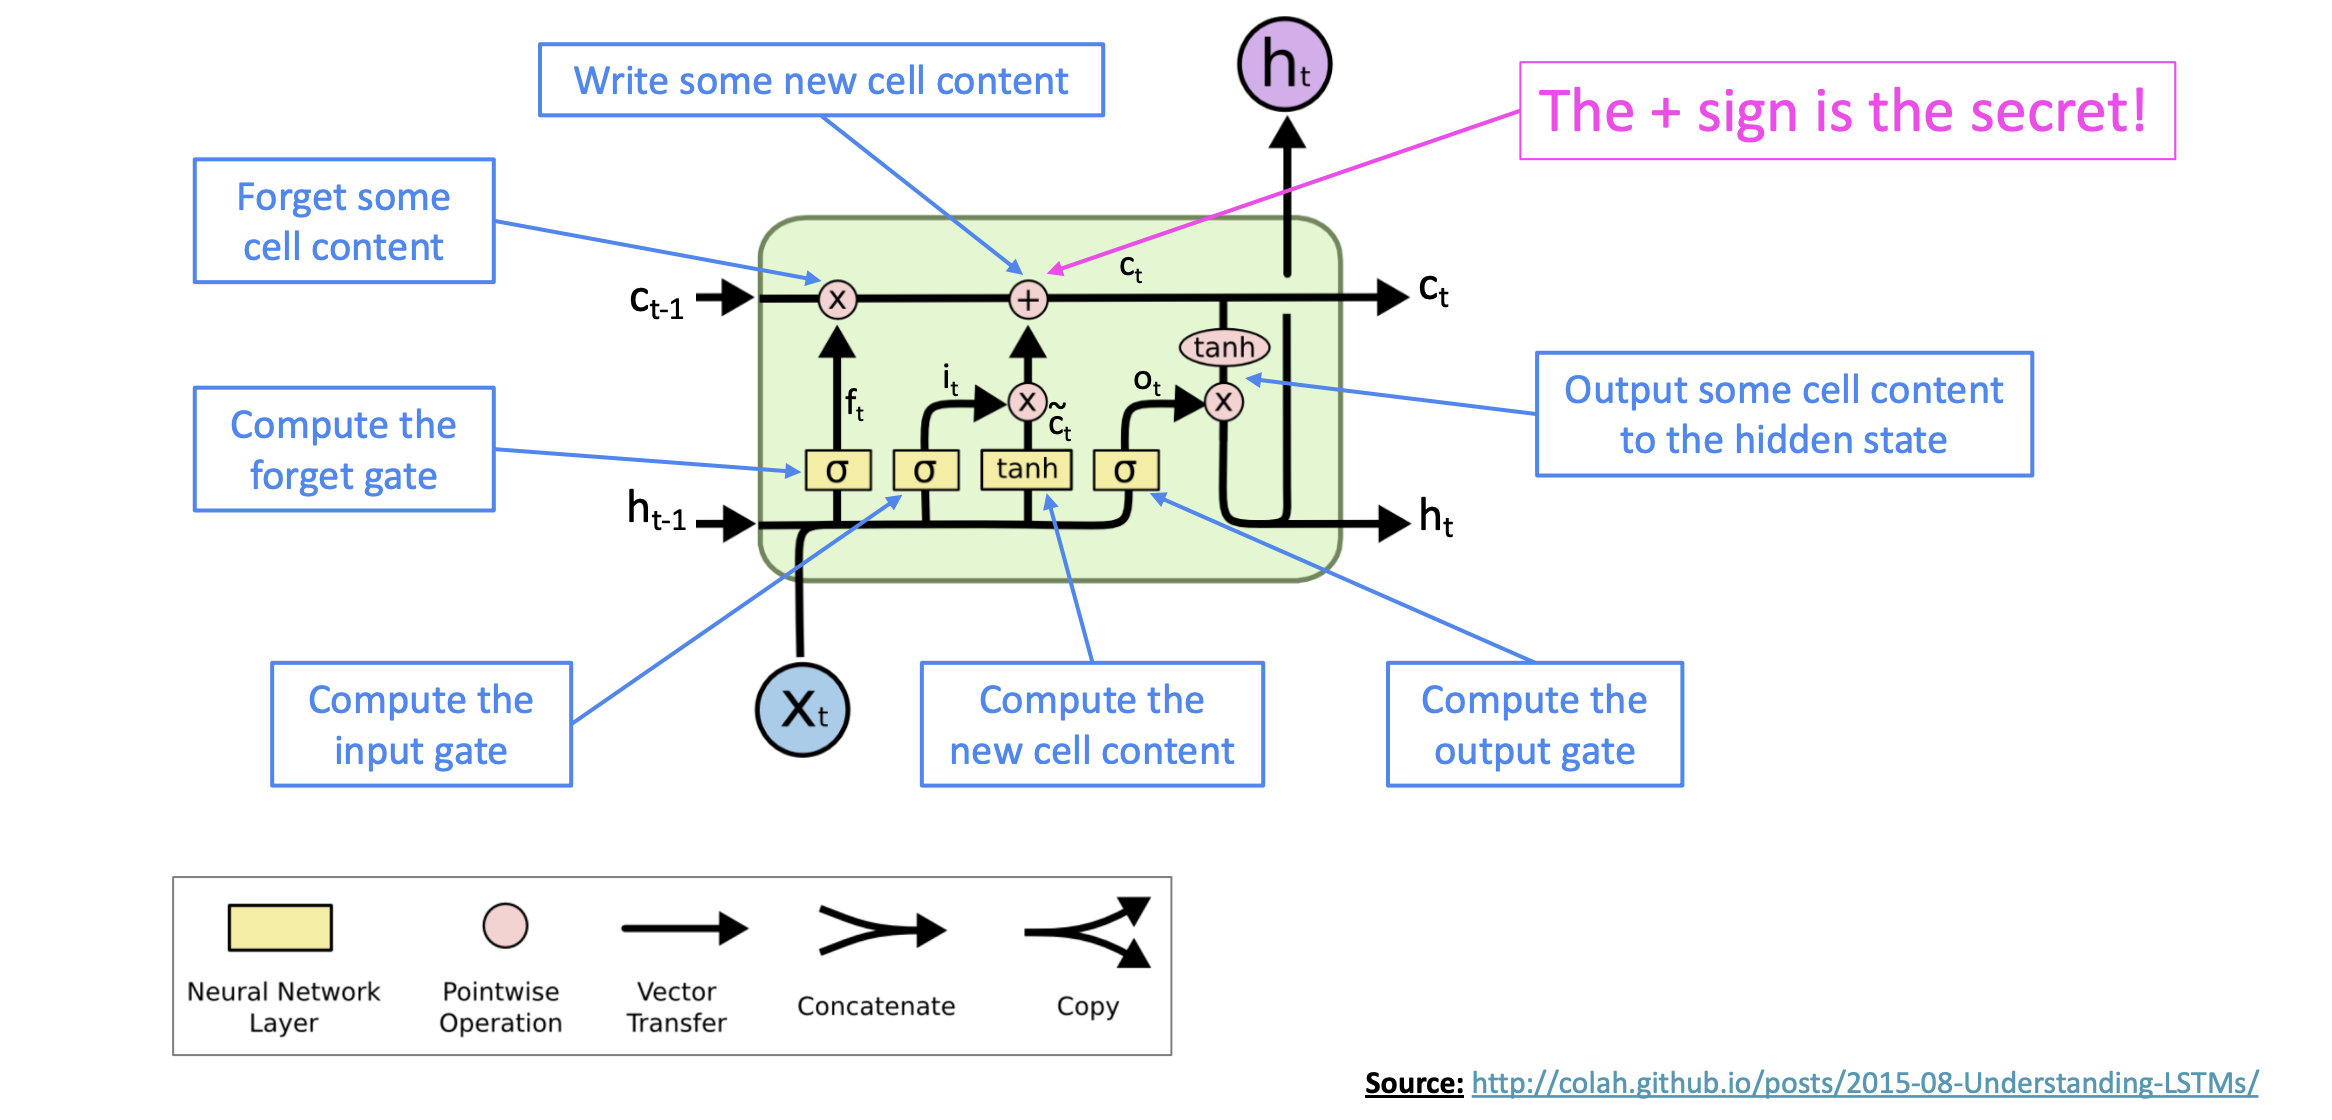 h_t
Write some new cell content
The + sign is the secret!
Forget some
cell content
c_t-1
x
+
c_t
c_t
tanh
Output some cell content
to the hidden state
f_t
i_t
x
c̃_t
o_t
x
Compute the
forget gate
σ
σ
tanh
σ
h_t-1
h_t
Compute the
input gate
x_t
Compute the
new cell content
Compute the
output gate
Neural Network
Layer
Pointwise
Operation
Vector
Transfer
Concatenate
Copy
Source: http://colah.github.io/posts/2015-08-Understanding-LSTMs/